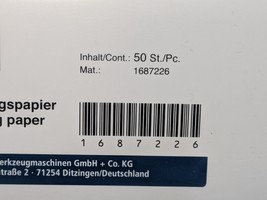 Inhalt/Cont.: 50 St./Pc.
Mat.: 1687226
gspapier
g paper
1 6 8 7 2 2 6
erkzeugmaschinen GmbH + Co. KG
straße 2 · 71254 Ditzingen/Deutschland